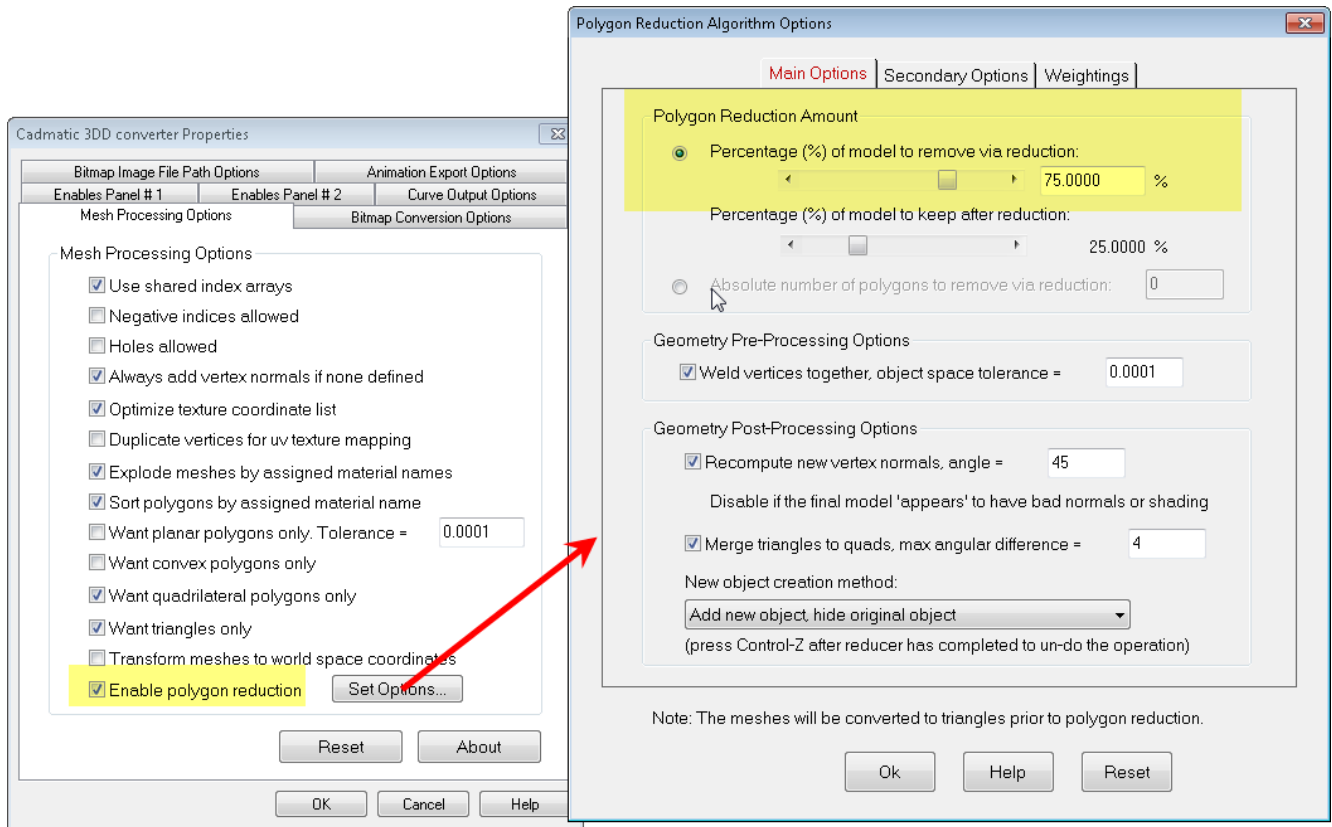 Cadmatic 3DD converter Properties
Bitmap Image File Path Options
Animation Export Options
Enables Panel # 1
Enables Panel # 2
Curve Output Options
Mesh Processing Options
Bitmap Conversion Options
Mesh Processing Options
Use shared index arrays
Negative indices allowed
Holes allowed
Always add vertex normals if none defined
Optimize texture coordinate list
Duplicate vertices for uv texture mapping
Explode meshes by assigned material names
Sort polygons by assigned material name
Want planar polygons only. Tolerance = 0.0001
Want convex polygons only
Want quadrilateral polygons only
Want triangles only
Transform meshes to world space coordinates
Enable polygon reduction Set Options...
Reset About
OK Cancel Help
Polygon Reduction Algorithm Options
Main Options Secondary Options Weightings
Polygon Reduction Amount
Percentage (%) of model to remove via reduction:
75.0000 %
Percentage (%) of model to keep after reduction:
25.0000 %
Absolute number of polygons to remove via reduction: 0
Geometry Pre-Processing Options
Weld vertices together, object space tolerance = 0.0001
Geometry Post-Processing Options
Recompute new vertex normals, angle = 45
Disable if the final model 'appears' to have bad normals or shading
Merge triangles to quads, max angular difference = 4
New object creation method:
Add new object, hide original object
(press Control-Z after reducer has completed to un-do the operation)
Note: The meshes will be converted to triangles prior to polygon reduction.
Ok Help Reset